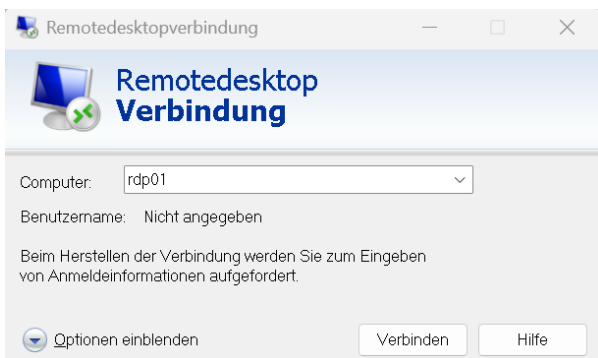 Remotedesktopverbindung
Remotedesktop
Verbindung
Computer: rdp01
Benutzername: Nicht angegeben
Beim Herstellen der Verbindung werden Sie zum Eingeben
von Anmeldeinformationen aufgefordert.
Optionen einblenden Verbinden Hilfe